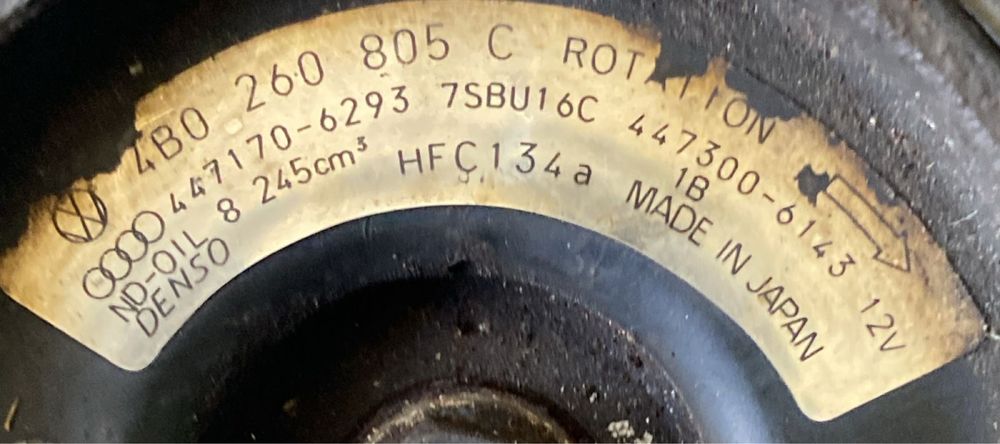 4B0 260 805 C ROTATION
447170-6293 7SBU16C 447300-6143 12V
ND-OIL 8 245cm³ HFC134a 1B
DENSO MADE IN JAPAN